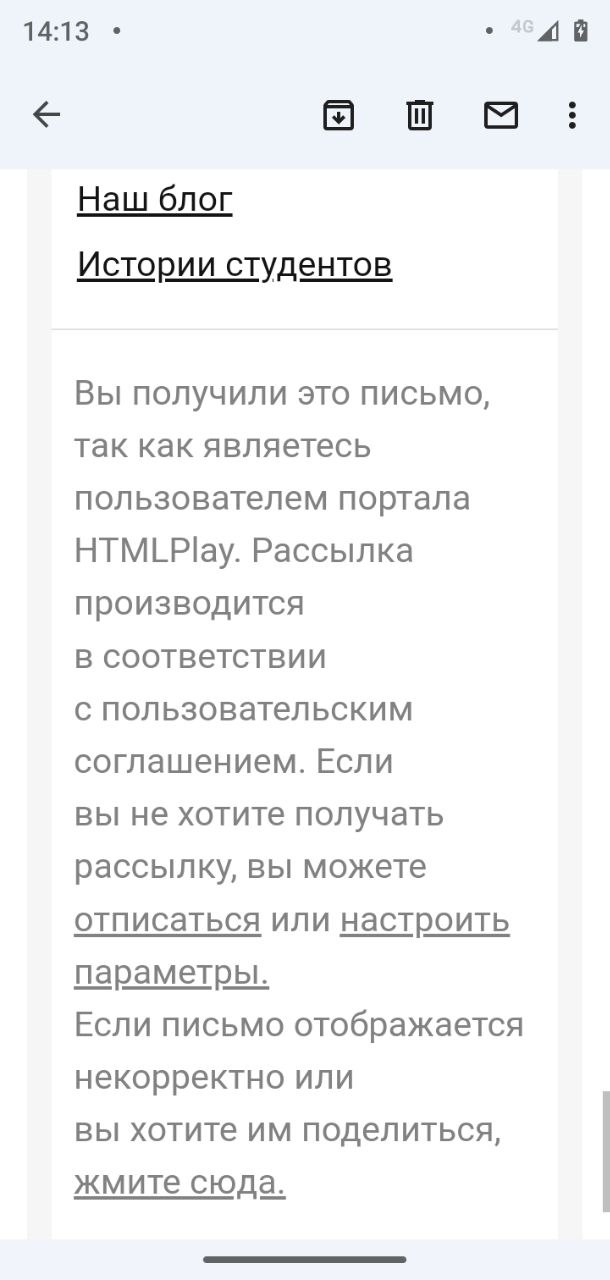 14:13
4G
Наш блог
Истории студентов
Вы получили это письмо,
так как являетесь
пользователем портала
HTMLPlay. Рассылка
производится
в соответствии
с пользовательским
соглашением. Если
вы не хотите получать
рассылку, вы можете
отписаться или настроить
параметры.
Если письмо отображается
некорректно или
вы хотите им поделиться,
жмите сюда.